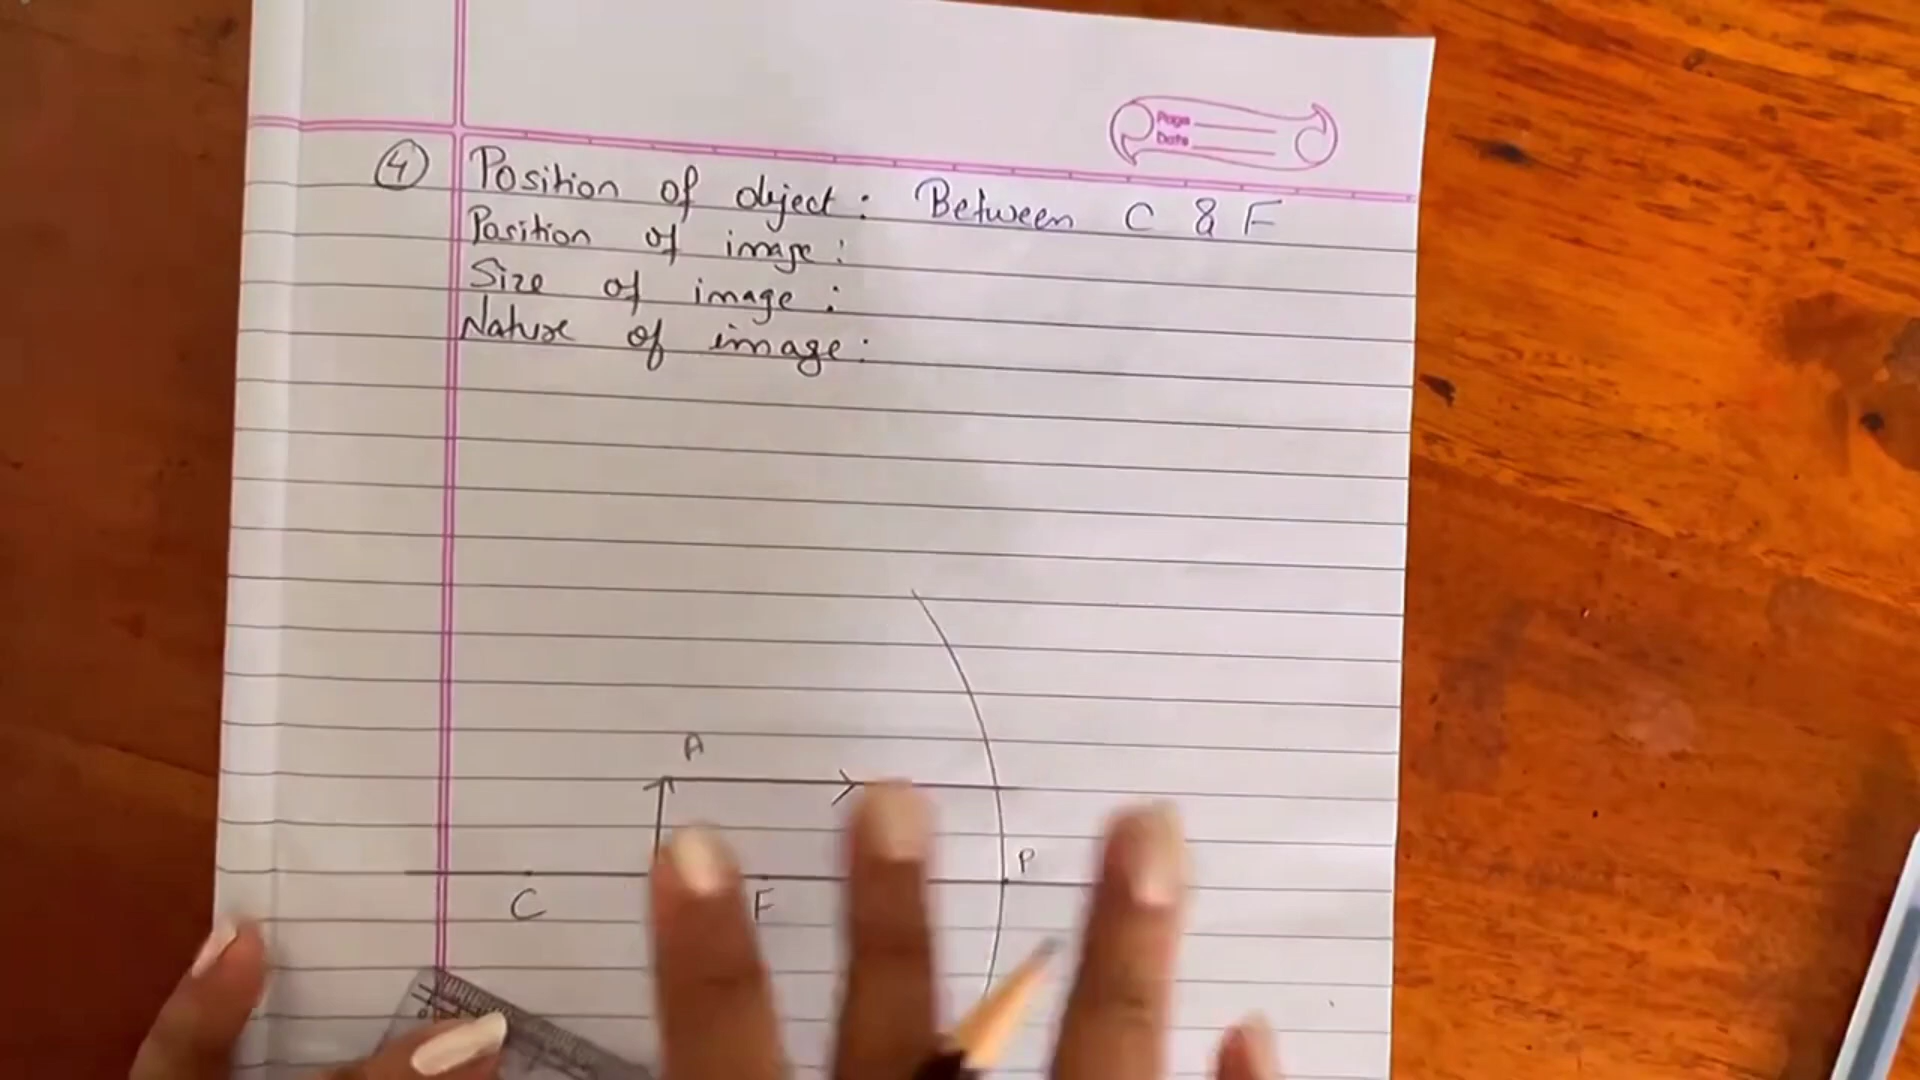 Page
Date
4 Position of object : Between C & F
Position of image :
Size of image :
Nature of image :
A
P
C F